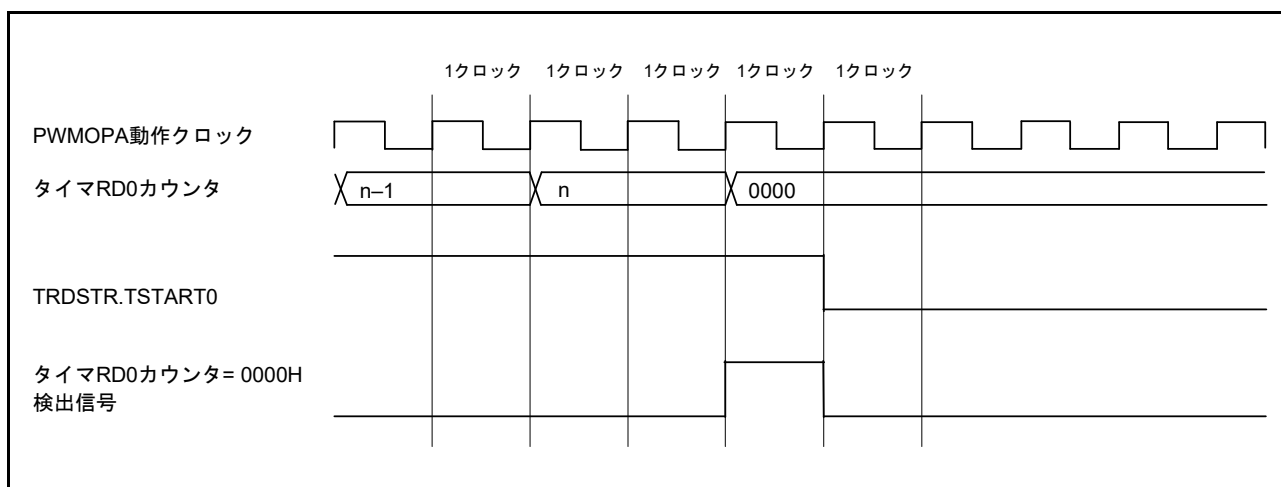 1クロック 1クロック 1クロック 1クロック 1クロック
PWMOPA動作クロック
タイマRD0カウンタ n–1 n 0000
TRDSTR.TSTART0
タイマRD0カウンタ= 0000H
検出信号